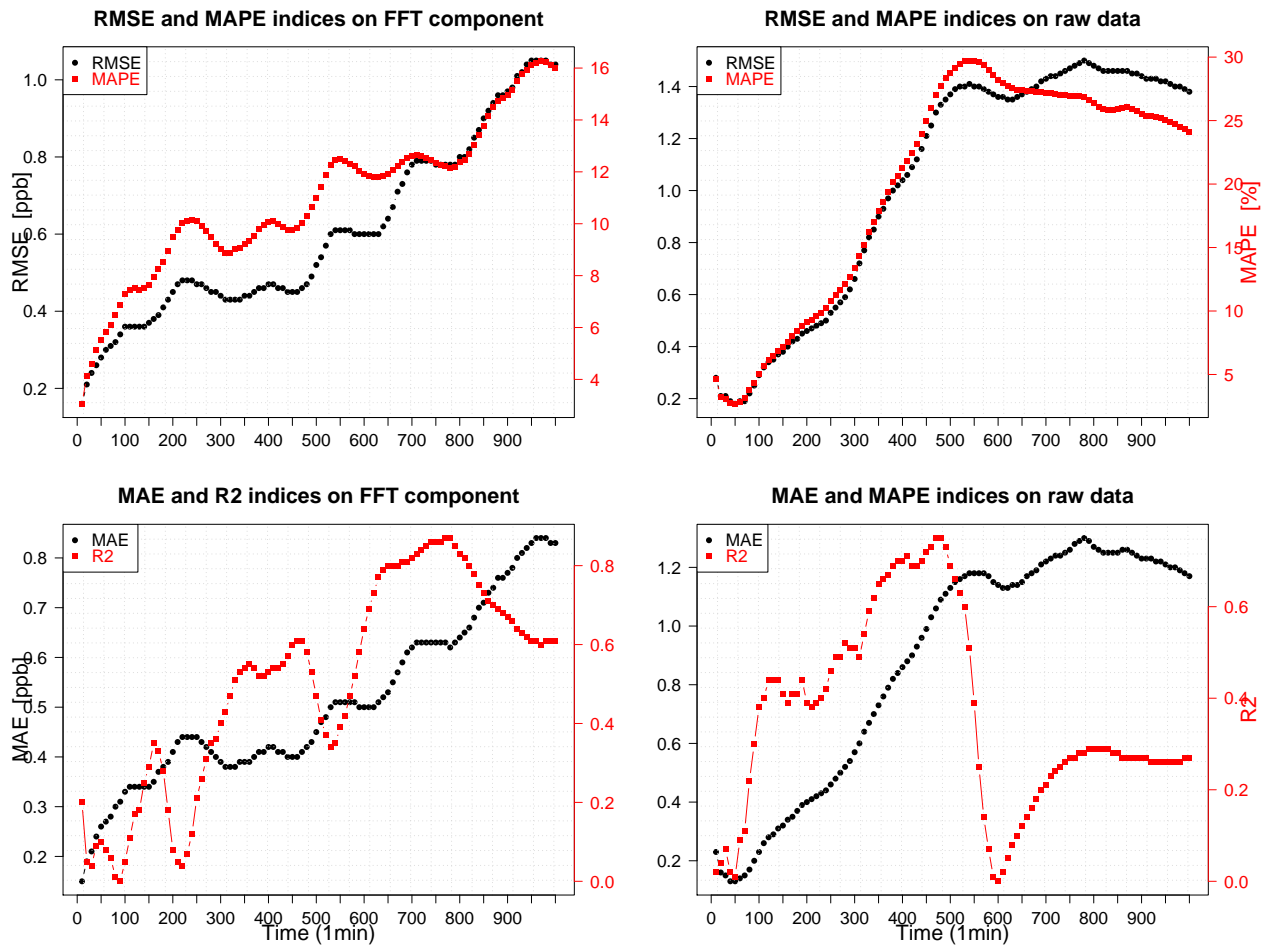 RMSE and MAPE indices on FFT component
RMSE
MAPE
RMSE [ppb]
0.2
0.4
0.6
0.8
1.0
4
6
8
10
12
14
16
0 100 200 300 400 500 600 700 900
RMSE and MAPE indices on raw data
RMSE
MAPE
0.2
0.4
0.6
0.8
1.0
1.2
1.4
5
10
15
20
25
30
MAPE [%]
0 100 200 300 400 500 600 700 900
MAE and R2 indices on FFT component
MAE
R2
MAE [ppb]
0.2
0.3
0.4
0.5
0.6
0.7
0.8
0.0
0.2
0.4
0.6
0.8
0 100 200 300 400 500 600 700 900
Time (1min)
MAE and MAPE indices on raw data
MAE
R2
0.2
0.4
0.6
0.8
1.0
1.2
0.0
0.2
0.4
0.6
R2
0 100 200 300 400 500 600 700 900
Time (1min)